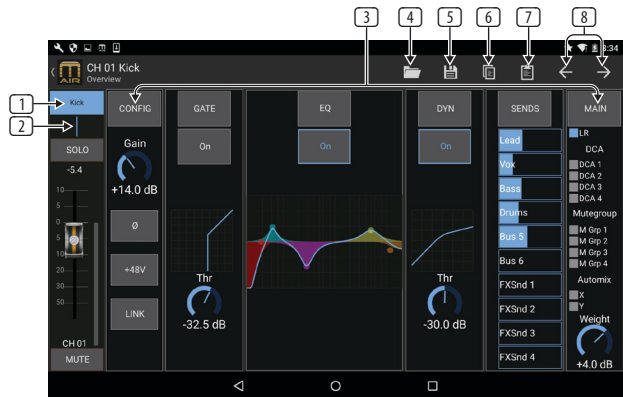 3 4 5 6 7 8
8:34
M AIR
CH 01 Kick
Overview
1
2
Kick
SOLO
-5.4
10
5
0
5
10
20
30
50
CH 01
MUTE
CONFIG
Gain
+14.0 dB
Ø
+48V
LINK
GATE
On
Thr
-32.5 dB
EQ
On
DYN
On
Thr
-30.0 dB
SENDS
Lead
Vox
Bass
Drums
Bus 5
Bus 6
FXSnd 1
FXSnd 2
FXSnd 3
FXSnd 4
MAIN
LR
DCA
DCA 1
DCA 2
DCA 3
DCA 4
Mutegroup
M Grp 1
M Grp 2
M Grp 3
M Grp 4
Automix
X
Y
Weight
+4.0 dB